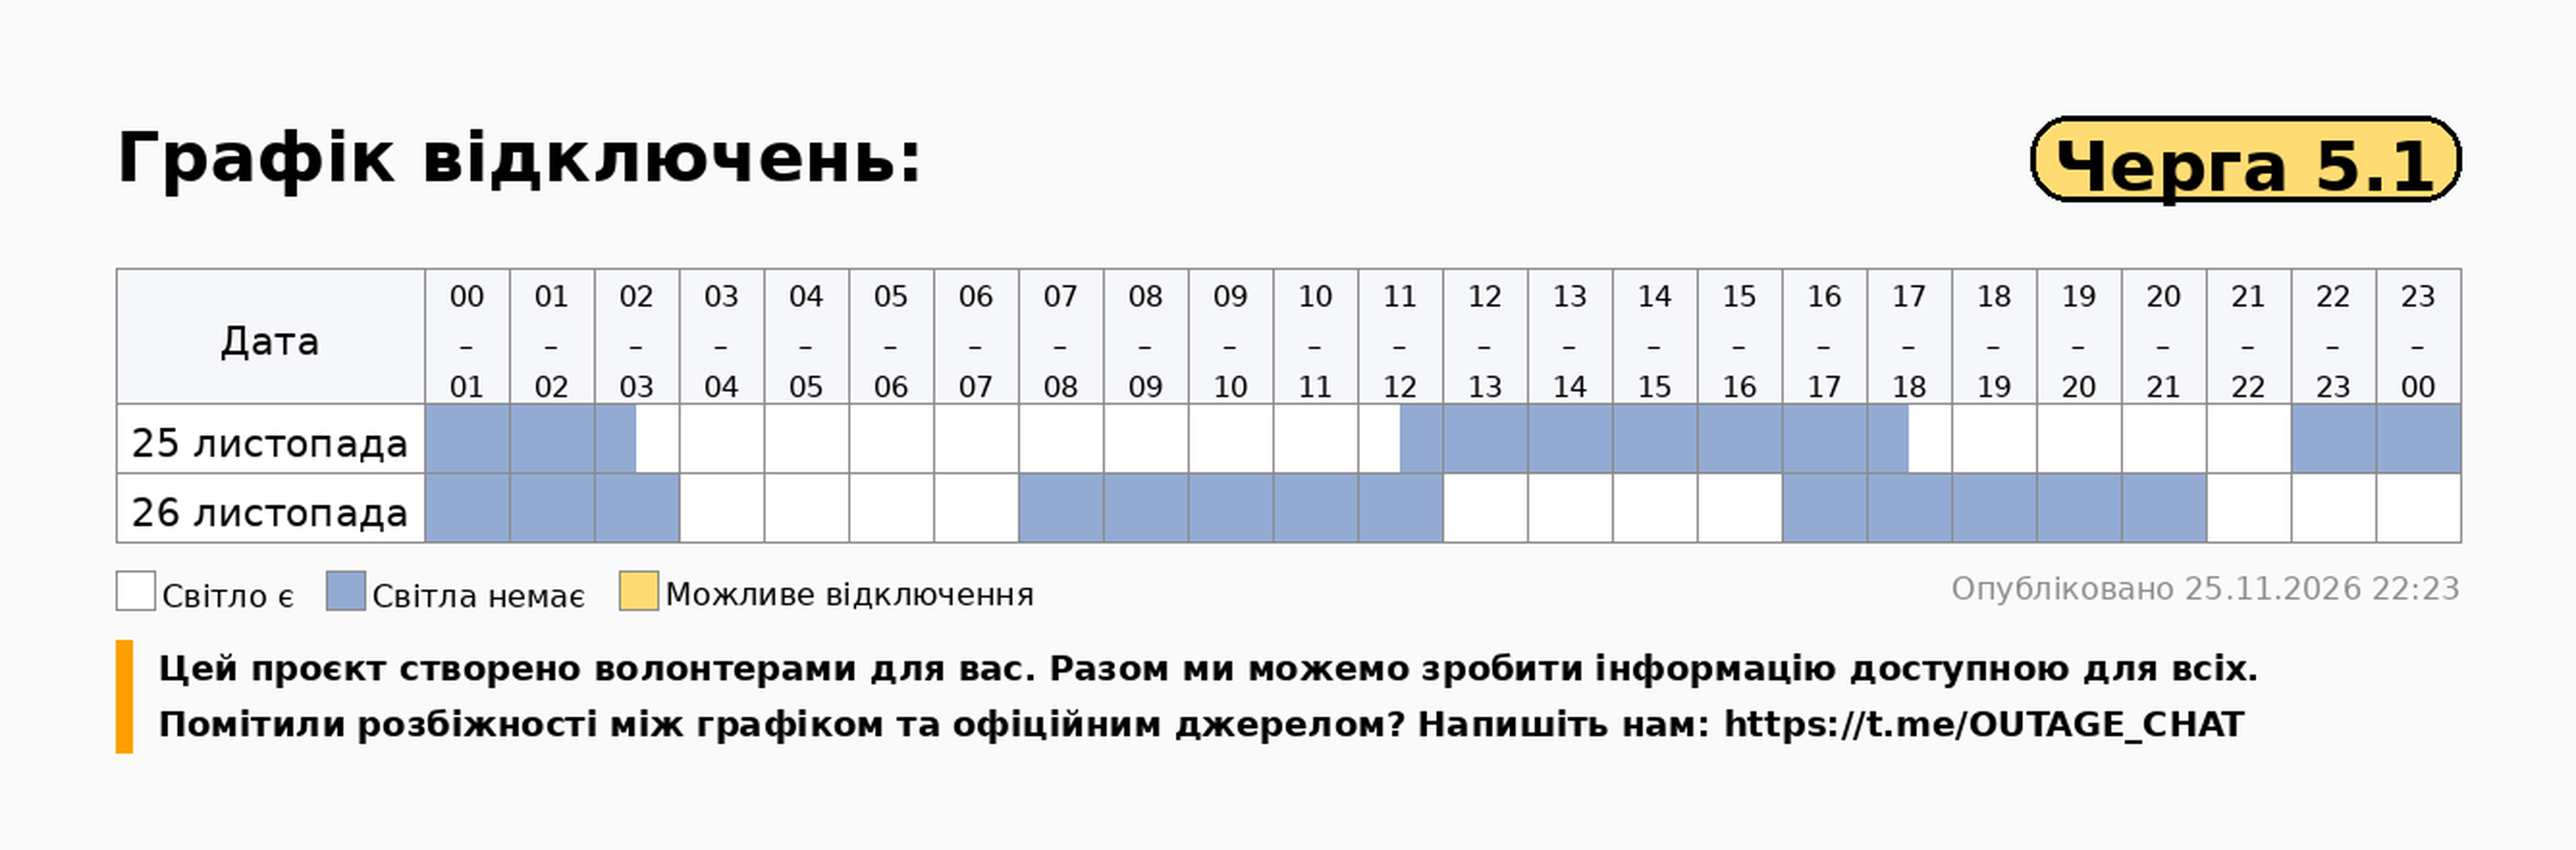 Графік відключень:
Черга 5.1
Дата
00 – 01
01 – 02
02 – 03
03 – 04
04 – 05
05 – 06
06 – 07
07 – 08
08 – 09
09 – 10
10 – 11
11 – 12
12 – 13
13 – 14
14 – 15
15 – 16
16 – 17
17 – 18
18 – 19
19 – 20
20 – 21
21 – 22
22 – 23
23 – 00
25 листопада
26 листопада
Світло є
Світла немає
Можливе відключення
Опубліковано 25.11.2026 22:23
Цей проєкт створено волонтерами для вас. Разом ми можемо зробити інформацію доступною для всіх.
Помітили розбіжності між графіком та офіційним джерелом? Напишіть нам: https://t.me/OUTAGE_CHAT